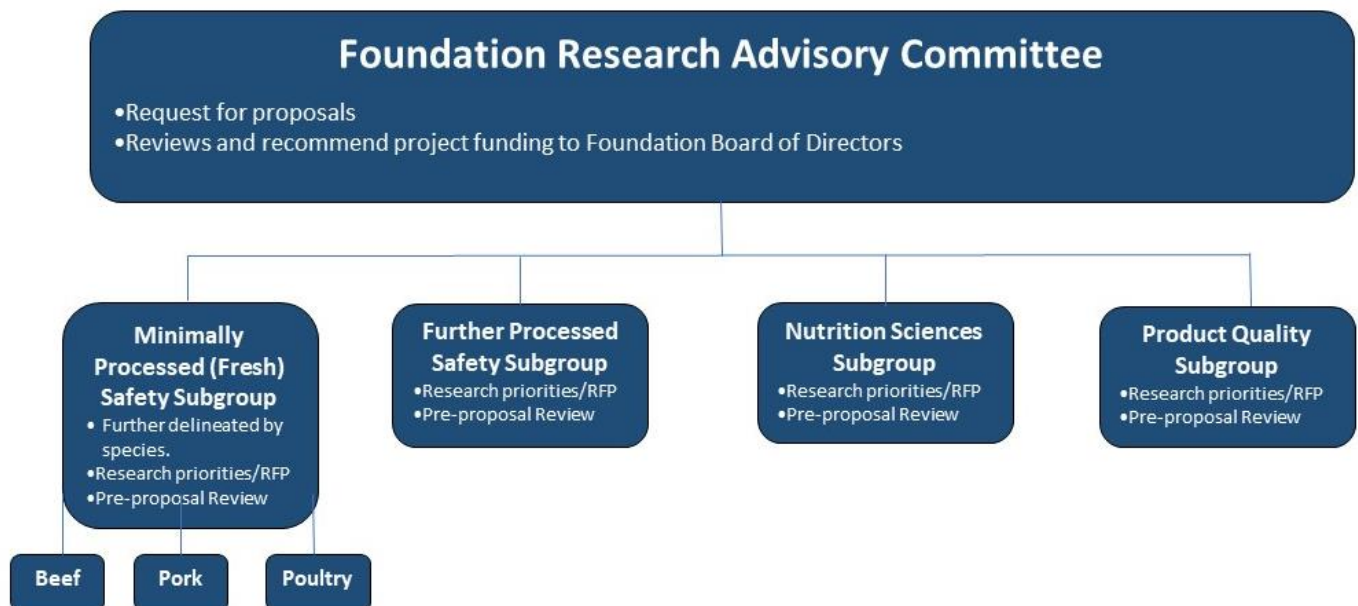 Foundation Research Advisory Committee
•Request for proposals
•Reviews and recommend project funding to Foundation Board of Directors
Minimally
Processed (Fresh)
Safety Subgroup
• Further delineated by
species.
•Research priorities/RFP
•Pre-proposal Review
Further Processed
Safety Subgroup
•Research priorities/RFP
•Pre-proposal Review
Nutrition Sciences
Subgroup
•Research priorities/RFP
•Pre-proposal Review
Product Quality
Subgroup
•Research priorities/RFP
•Pre-proposal Review
Beef
Pork
Poultry